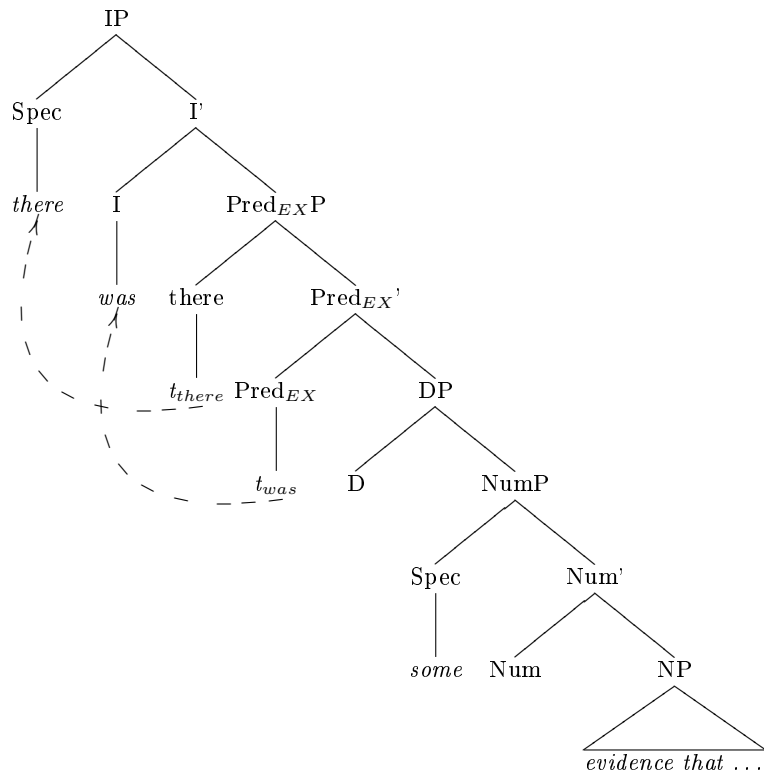 IP
Spec I'
there I Pred_EX P
was there Pred_EX '
t_there Pred_EX DP
t_was D NumP
Spec Num'
some Num NP
evidence that ...